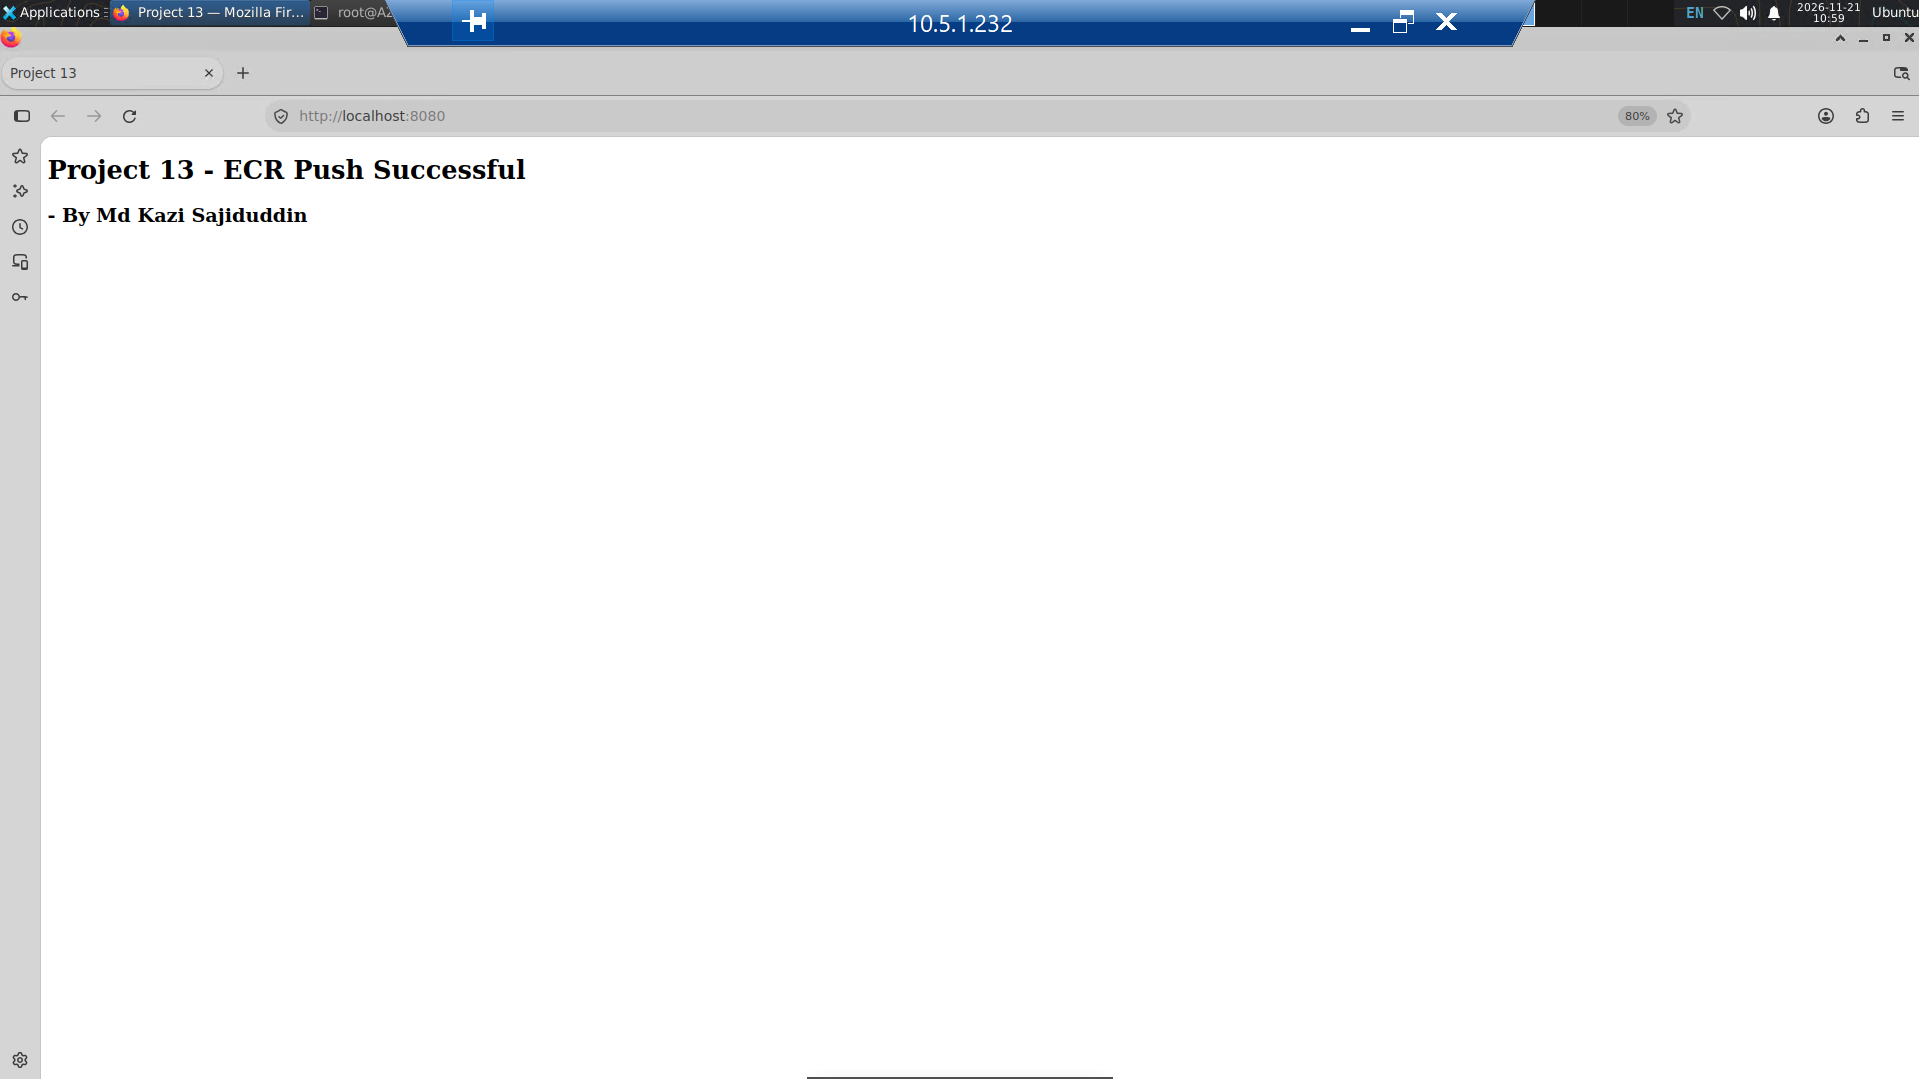 Applications
Project 13 — Mozilla Fir...
root@A
10.5.1.232
EN
2026-11-21
10:59
Ubuntu
Project 13
http://localhost:8080
80%
Project 13 - ECR Push Successful
- By Md Kazi Sajiduddin